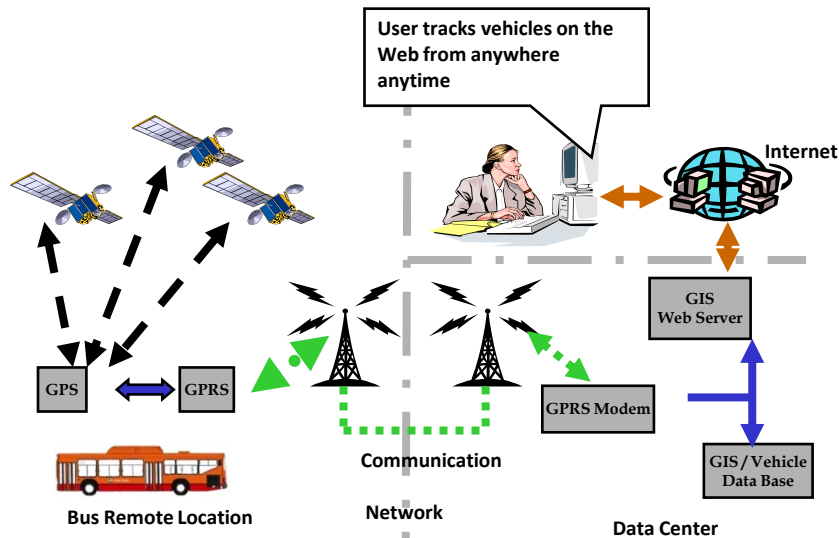 User tracks vehicles on the
Web from anywhere
anytime
Internet
GIS
Web Server
GPS
GPRS
GPRS Modem
Communication
GIS / Vehicle
Data Base
Bus Remote Location
Network
Data Center